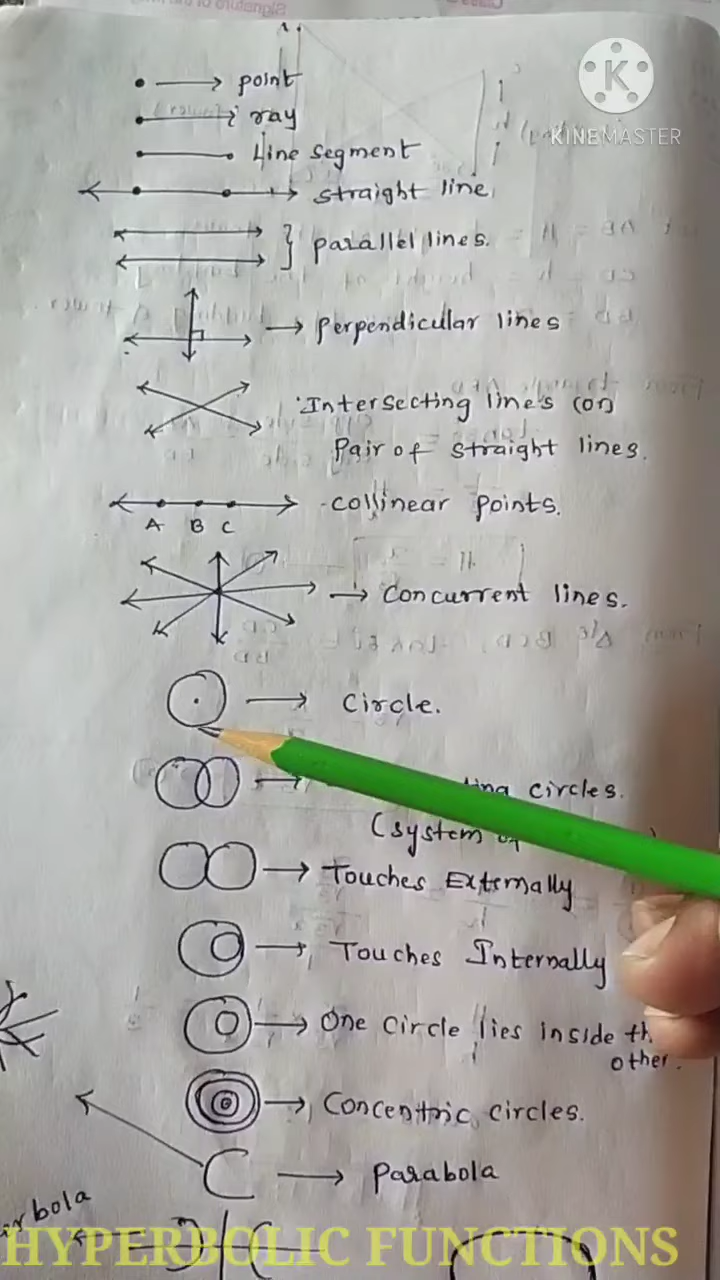 point
KINEMASTER
ray
Line segment
straight line
parallel lines.
perpendicular lines
Intersecting lines (or)
Pair of straight lines.
A B C
collinear points.
Concurrent lines.
Circle.
circles.
(system
Touches Externally
Touches Internally
One circle lies inside
other.
Concentric circles.
Parabola
HYPERBOLIC FUNCTIONS